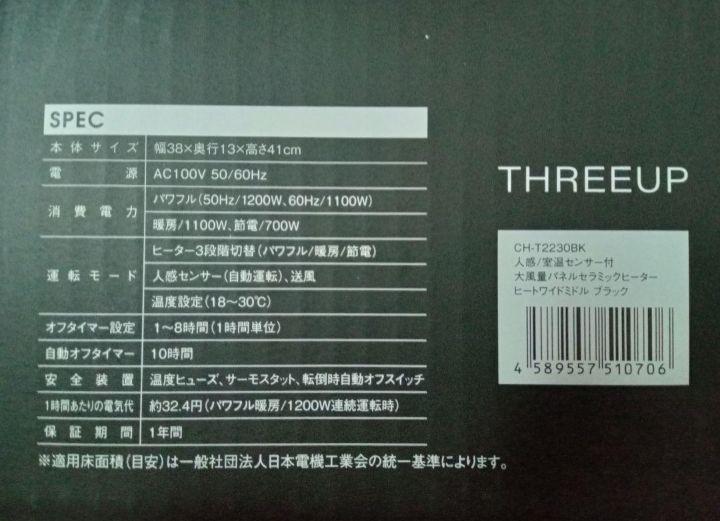 SPEC
本体サイズ 幅38×奥行13×高さ41cm
電源 AC100V 50/60Hz
消費電力 パワフル(50Hz/1200W、60Hz/1100W)
暖房/1100W、節電/700W
運転モード ヒーター3段階切替(パワフル/暖房/節電)
人感センサー(自動運転)、送風
温度設定(18～30℃)
オフタイマー設定 1～8時間(1時間単位)
自動オフタイマー 10時間
安全装置 温度ヒューズ、サーモスタット、転倒時自動オフスイッチ
1時間あたりの電気代 約32.4円(パワフル暖房/1200W連続運転時)
保証期間 1年間
※適用床面積(目安)は一般社団法人日本電機工業会の統一基準によります。
THREEUP
CH-T2230BK
人感/室温センサー付
大風量パネルセラミックヒーター
ヒートワイドミドル ブラック
4 589557 510706